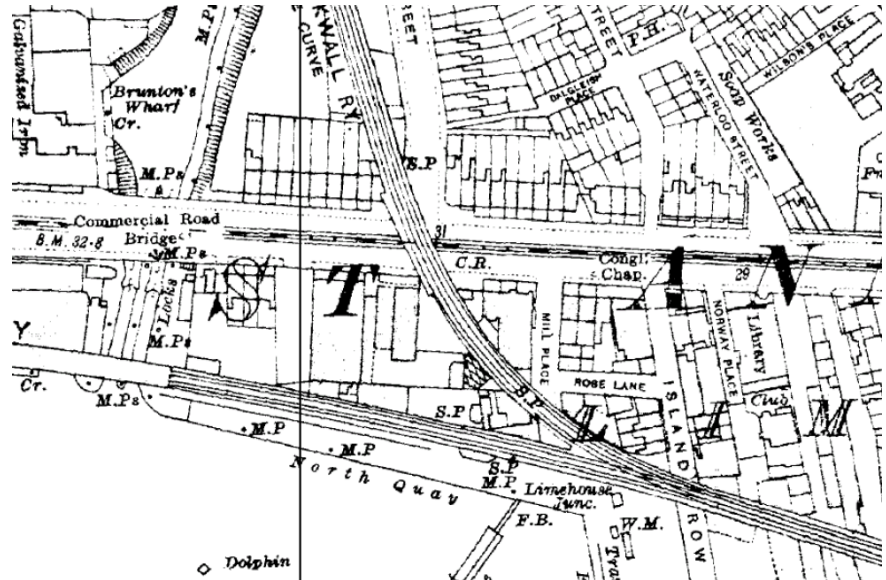 Galvanized Iron
Brunton's
Wharf
Cr.
M.P.
KWALL RY
CURVE
STREET
STREET
P.H.
DALGLEISH
PLACE
WATERLOO STREET
Soap Works
WILSON'S PLACE
M.Ps
S.P
Commercial Road
Bridge
B.M. 32·8
M.Ps
Locks
M.Ps
31
C.R.
Congl.
Chap.
29
S
T
L
I
M
MILL PLACE
ROSE LANE
NORWAY PLACE
Library
Club
ISLAND
ROW
Y
Cr.
M.Ps
M.P
M.P
S.P
S.P
S.P
M.P
North Quay
Limehouse
Junc.
F.B.
W.M.
Dolphin